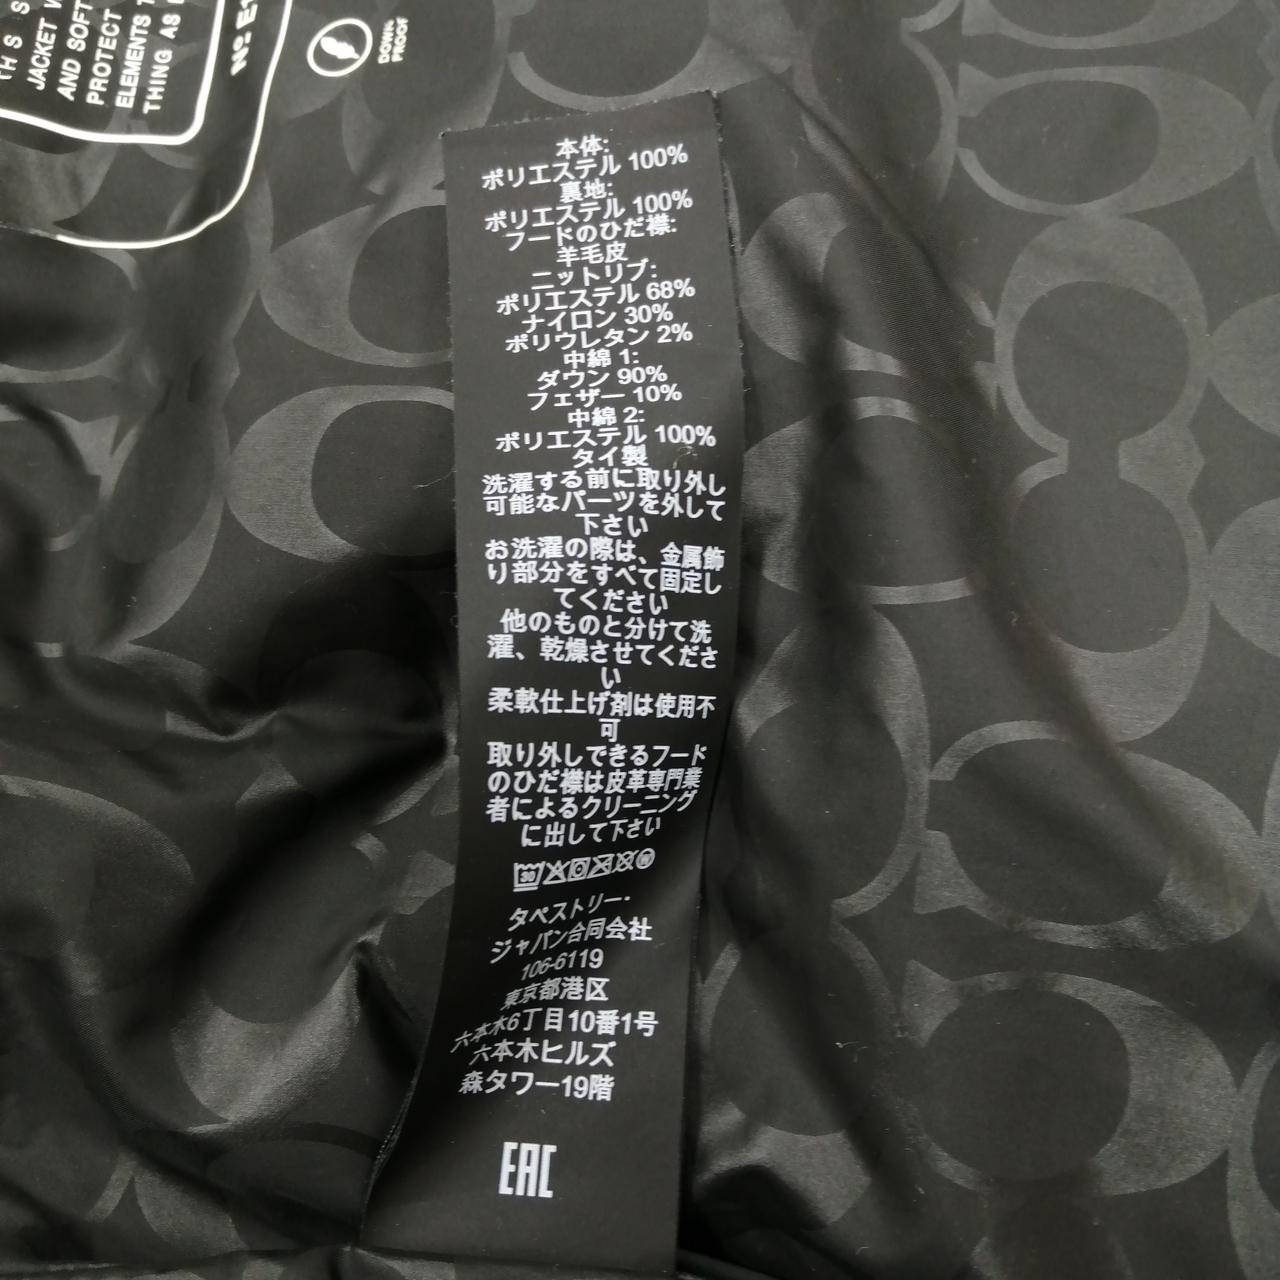 JACKET
AND SOFT
PROTECT
ELEMENTS
THING AS
DOWN
PROOF
本体:
ポリエステル 100%
裏地:
ポリエステル 100%
フードのひだ襟:
羊毛皮
ニットリブ:
ポリエステル 68%
ナイロン 30%
ポリウレタン 2%
中綿 1:
ダウン 90%
フェザー 10%
中綿 2:
ポリエステル 100%
タイ製
洗濯する前に取り外し
可能なパーツを外して
下さい
お洗濯の際は、金属飾
り部分をすべて固定し
てください
他のものと分けて洗
濯、乾燥させてくださ
い
柔軟仕上げ剤は使用不
可
取り外しできるフード
のひだ襟は皮革専門業
者によるクリーニング
に出して下さい
30
W
タペストリー・
ジャパン合同会社
106-6119
東京都港区
六本木6丁目10番1号
六本木ヒルズ
森タワー19階
EAC